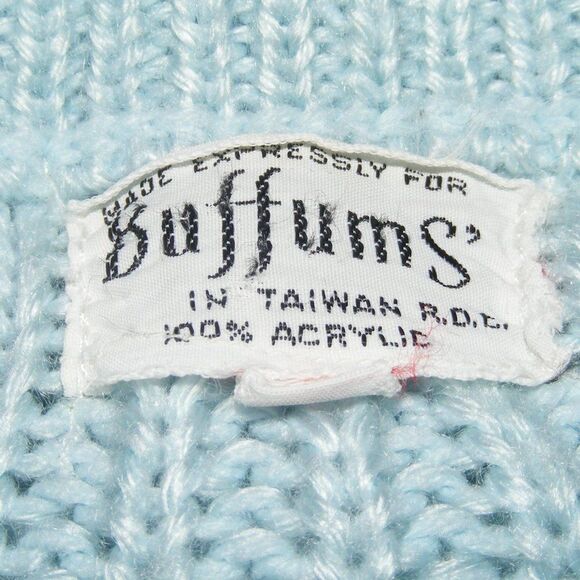 MADE EXPRESSLY FOR
Buffums'
IN TAIWAN R.O.C.
100% ACRYLIC